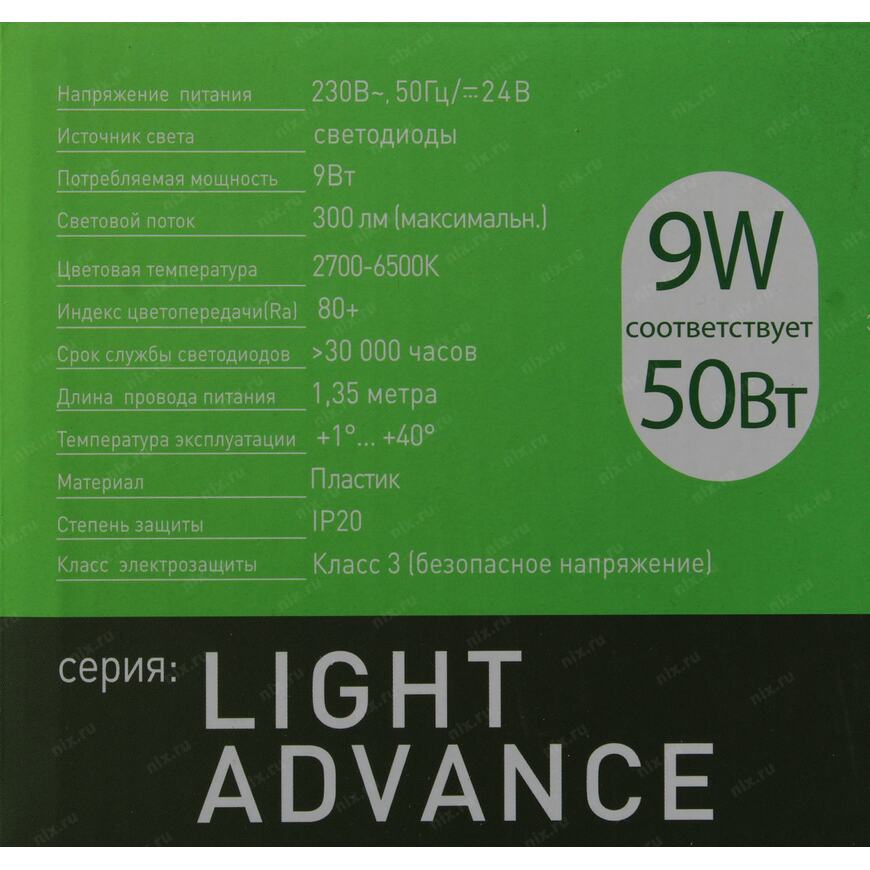 Напряжение питания 230В~, 50Гц/⎓24В
Источник света светодиоды
Потребляемая мощность 9Вт
Световой поток 300 лм (максимальн.)
Цветовая температура 2700-6500K
Индекс цветопередачи(Ra) 80+
Срок службы светодиодов >30 000 часов
Длина провода питания 1,35 метра
Температура эксплуатации +1°... +40°
Материал Пластик
Степень защиты IP20
Класс электрозащиты Класс 3 (безопасное напряжение)
9W
соответствует
50Вт
серия: LIGHT
ADVANCE
nix.ru